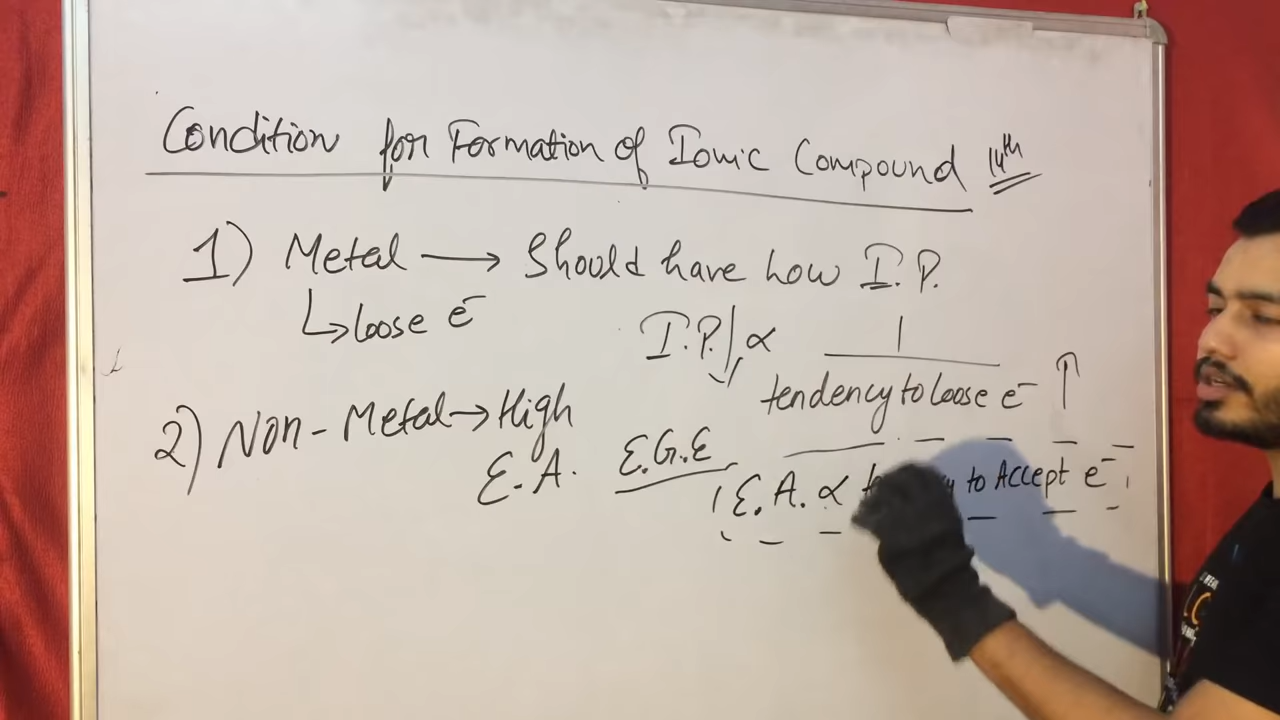 Condition for Formation of Ionic Compound 14th
1) Metal → Should have Low I.P.
↳ loose e⁻
I.P. ∝ 1
tendency to loose e⁻ ↑
2) Non-Metal → High
E.A. E.G.E
E.A. ∝ to Accept e⁻